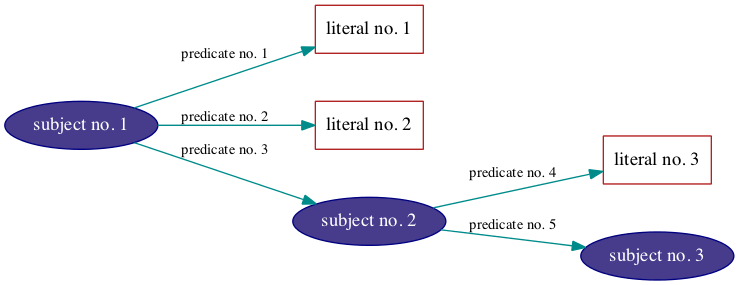 literal no. 1
predicate no. 1
subject no. 1
predicate no. 2
literal no. 2
predicate no. 3
literal no. 3
predicate no. 4
subject no. 2
predicate no. 5
subject no. 3